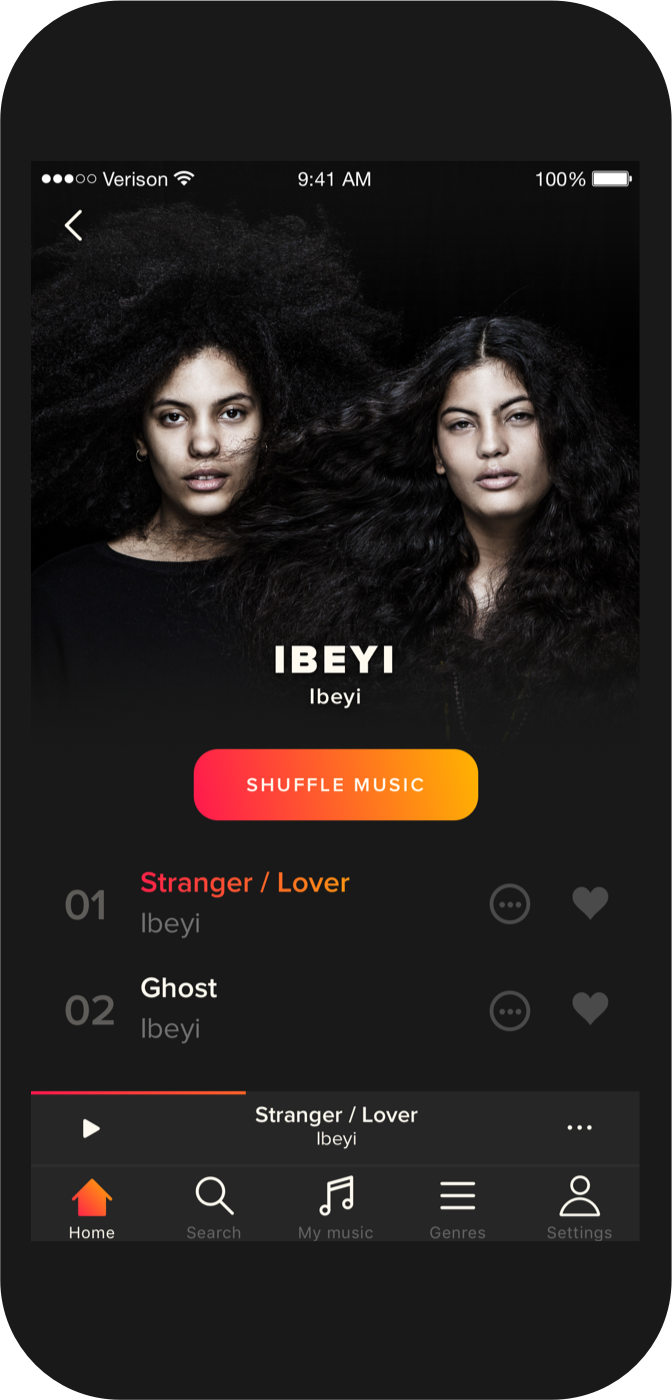 Verison 9:41 AM 100%
IBEYI
Ibeyi
SHUFFLE MUSIC
01 Stranger / Lover
Ibeyi
02 Ghost
Ibeyi
Stranger / Lover
Ibeyi
Home Search My music Genres Settings